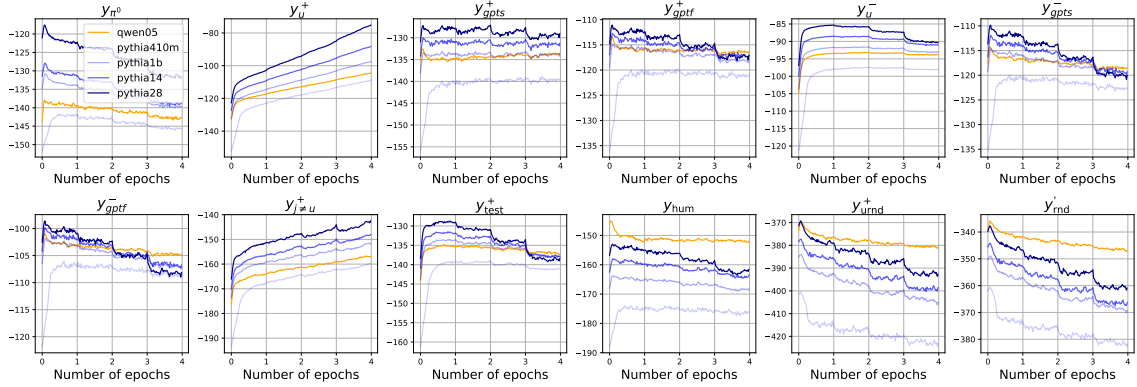 y_{π⁰}
−120
−125
−130
−135
−140
−145
−150
qwen05
pythia410m
pythia1b
pythia14
pythia28
0 1 2 3 4
Number of epochs
y_u^+
−80
−100
−120
−140
0 1 2 3 4
Number of epochs
y_{gpts}^+
−130
−135
−140
−145
−150
−155
0 1 2 3 4
Number of epochs
y_{gptf}^+
−110
−115
−120
−125
−130
−135
0 1 2 3 4
Number of epochs
y_u^−
−85
−90
−95
−100
−105
−110
−115
−120
0 1 2 3 4
Number of epochs
y_{gpts}^−
−110
−115
−120
−125
−130
−135
0 1 2 3 4
Number of epochs
y_{gptf}^−
−100
−105
−110
−115
−120
0 1 2 3 4
Number of epochs
y_{j≠u}^+
−140
−150
−160
−170
−180
−190
0 1 2 3 4
Number of epochs
y_{test}^+
−130
−135
−140
−145
−150
−155
−160
0 1 2 3 4
Number of epochs
y_{hum}
−150
−160
−170
−180
−190
0 1 2 3 4
Number of epochs
y_{urnd}^+
−370
−380
−390
−400
−410
−420
0 1 2 3 4
Number of epochs
y_{rnd}^'
−340
−350
−360
−370
−380
0 1 2 3 4
Number of epochs